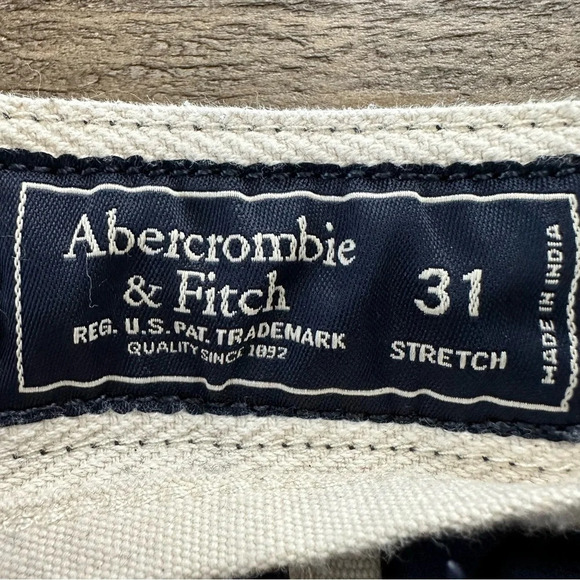 Abercrombie
& Fitch
REG. U.S. PAT. TRADEMARK
QUALITY SINCE 1892
31
STRETCH
MADE IN INDIA